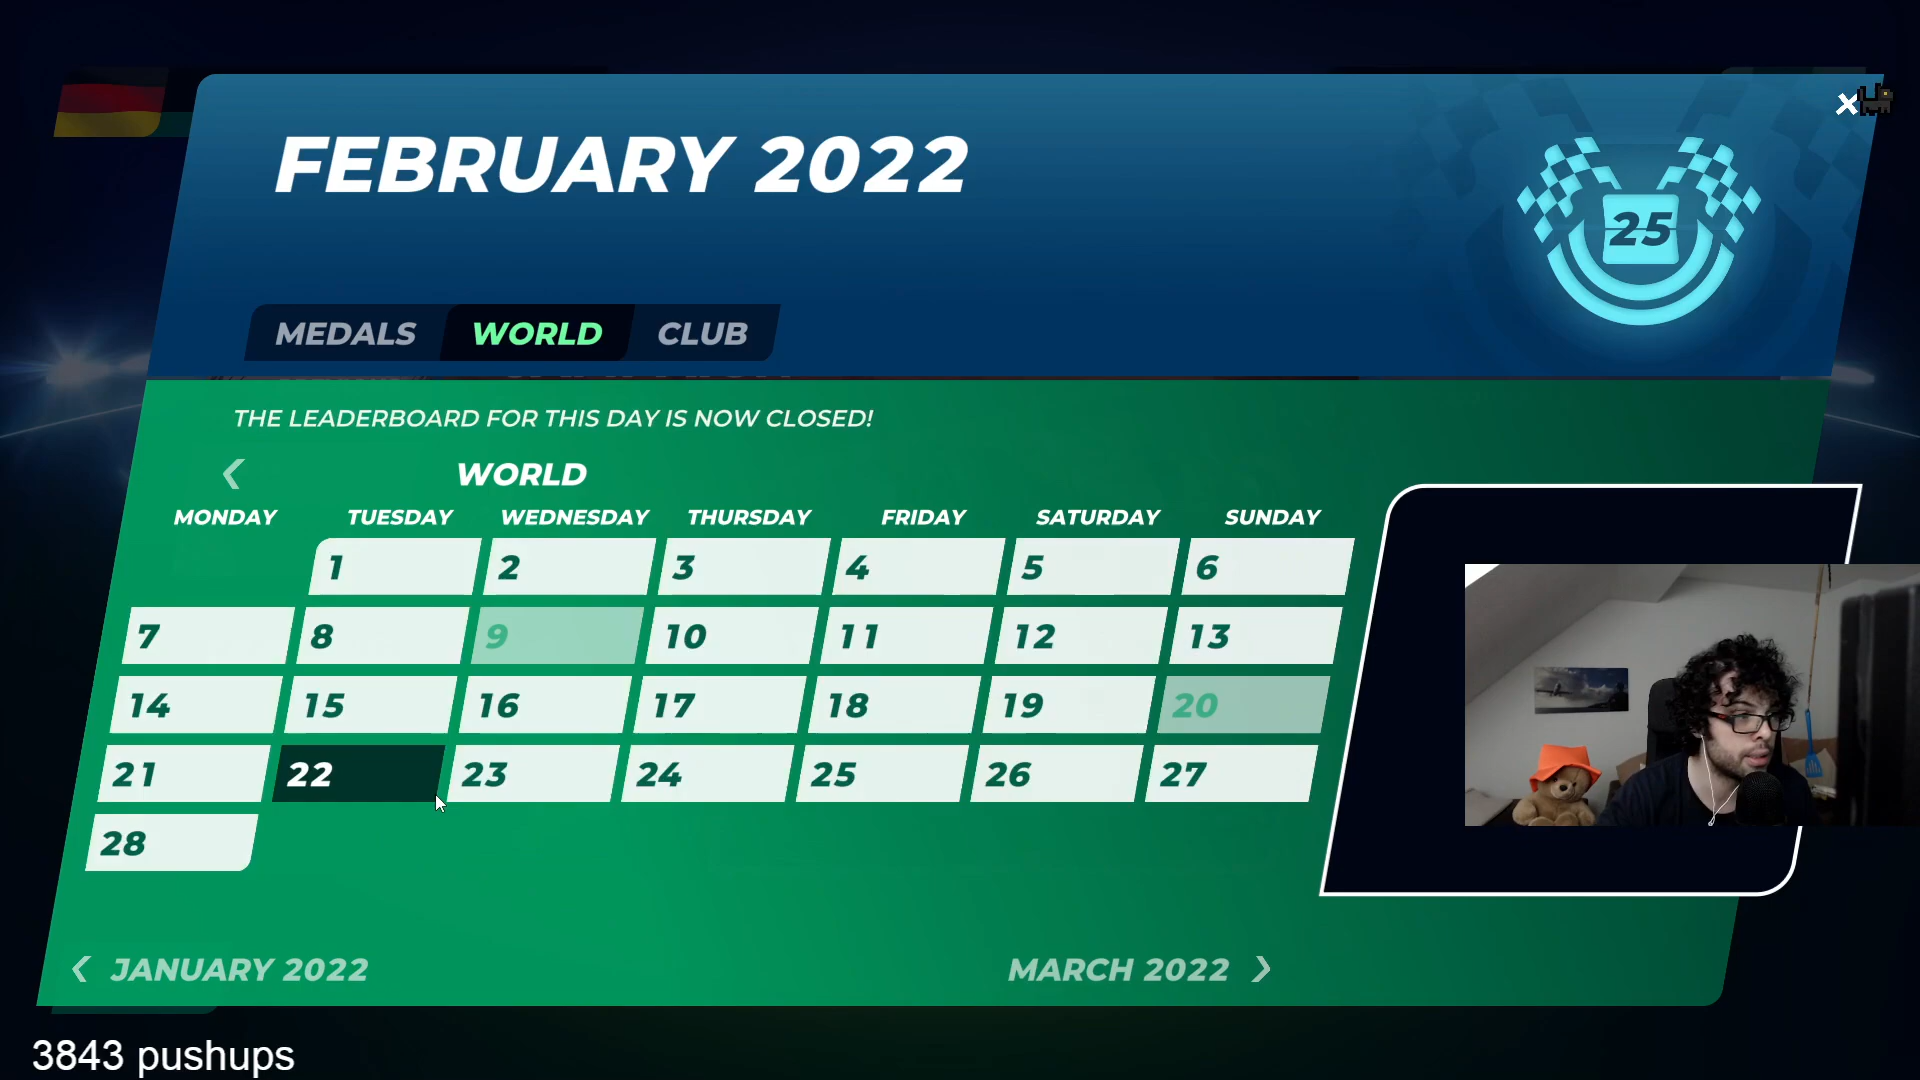 FEBRUARY 2022
25
MEDALS WORLD CLUB
THE LEADERBOARD FOR THIS DAY IS NOW CLOSED!
WORLD
MONDAY TUESDAY WEDNESDAY THURSDAY FRIDAY SATURDAY SUNDAY
1 2 3 4 5 6
7 8 9 10 11 12 13
14 15 16 17 18 19 20
21 22 23 24 25 26 27
28
JANUARY 2022 MARCH 2022
3843 pushups